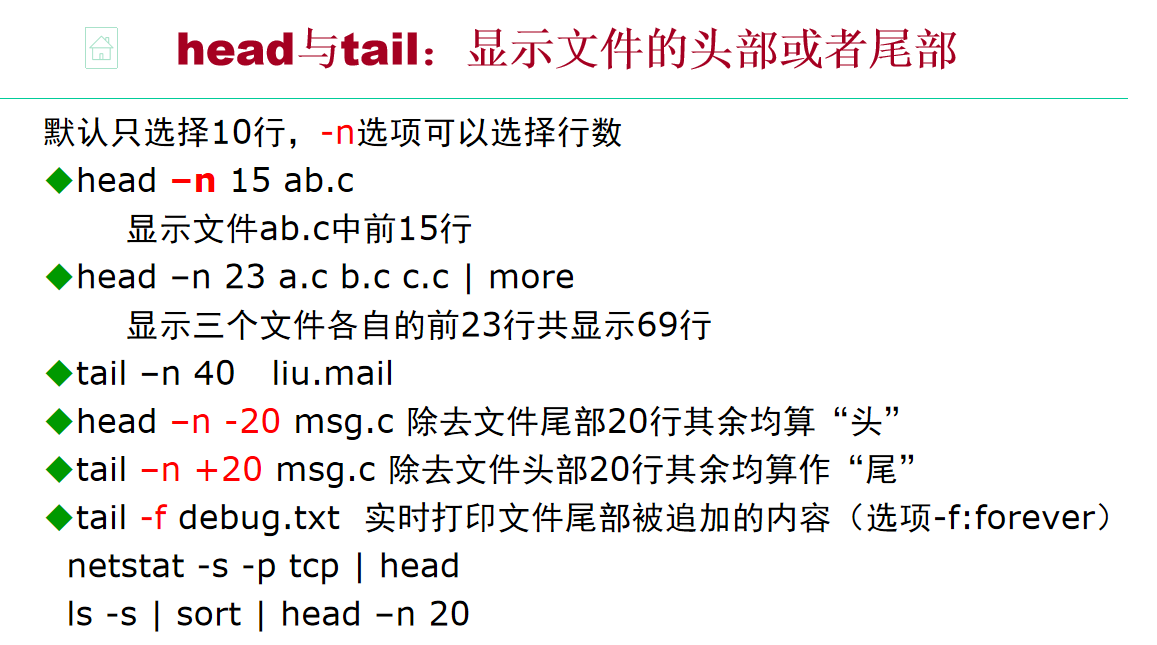 head与tail：显示文件的头部或者尾部
默认只选择10行，-n选项可以选择行数
◆head –n 15 ab.c
显示文件ab.c中前15行
◆head –n 23 a.c b.c c.c | more
显示三个文件各自的前23行共显示69行
◆tail –n 40 liu.mail
◆head –n -20 msg.c 除去文件尾部20行其余均算“头”
◆tail –n +20 msg.c 除去文件头部20行其余均算作“尾”
◆tail -f debug.txt 实时打印文件尾部被追加的内容（选项-f:forever）
netstat -s -p tcp | head
ls -s | sort | head –n 20